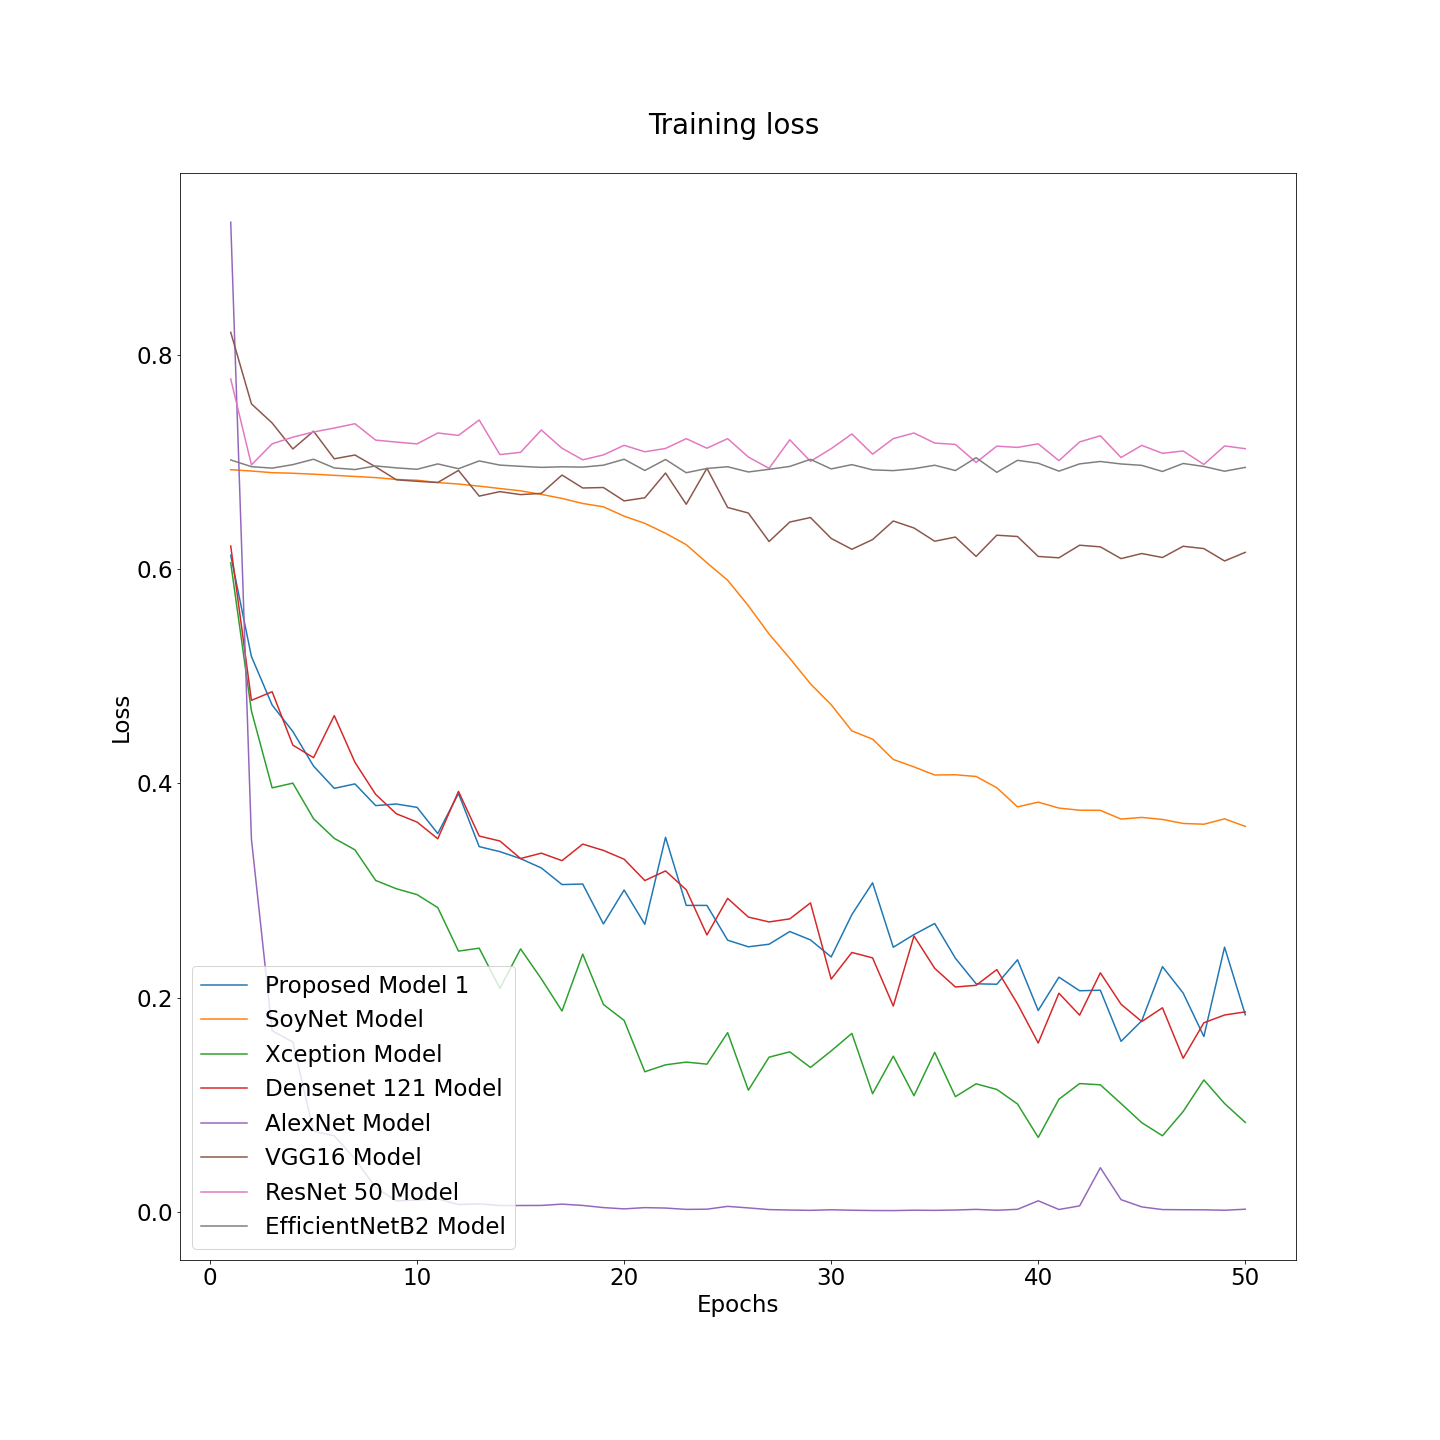 Training loss
Loss
0.8
0.6
0.4
0.2
0.0
Proposed Model 1
SoyNet Model
Xception Model
Densenet 121 Model
AlexNet Model
VGG16 Model
ResNet 50 Model
EfficientNetB2 Model
0 10 20 30 40 50
Epochs